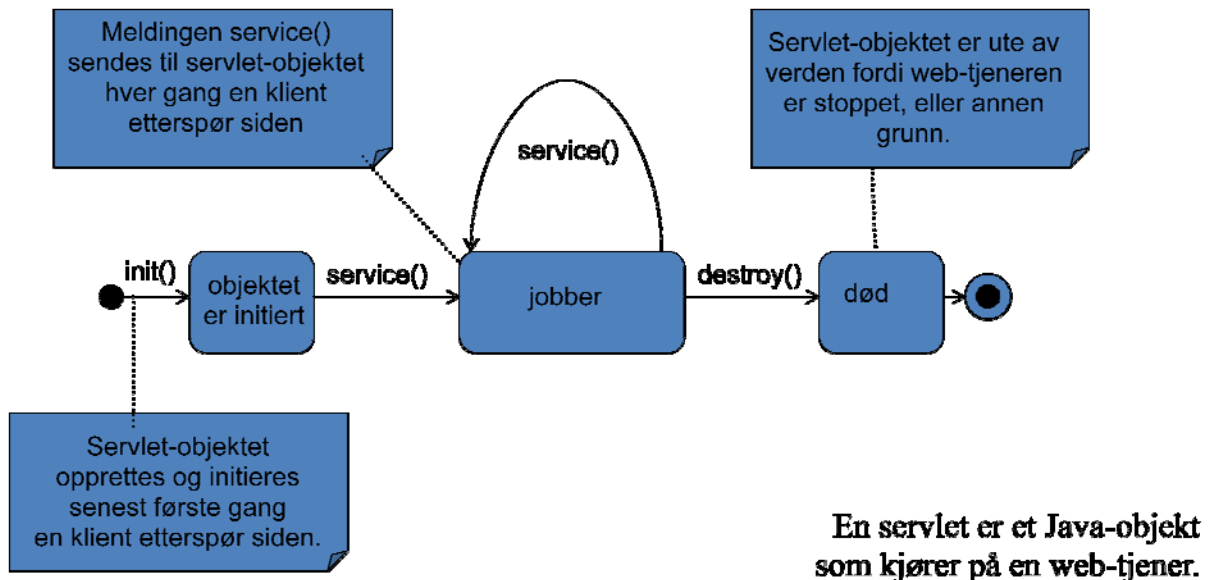 Meldingen service()
sendes til servlet-objektet
hver gang en klient
etterspør siden
Servlet-objektet er ute av
verden fordi web-tjeneren
er stoppet, eller annen
grunn.
service()
init()
objektet
er initiert
service()
jobber
destroy()
død
Servlet-objektet
opprettes og initieres
senest første gang
en klient etterspør siden.
En servlet er et Java-objekt
som kjører på en web-tjener.